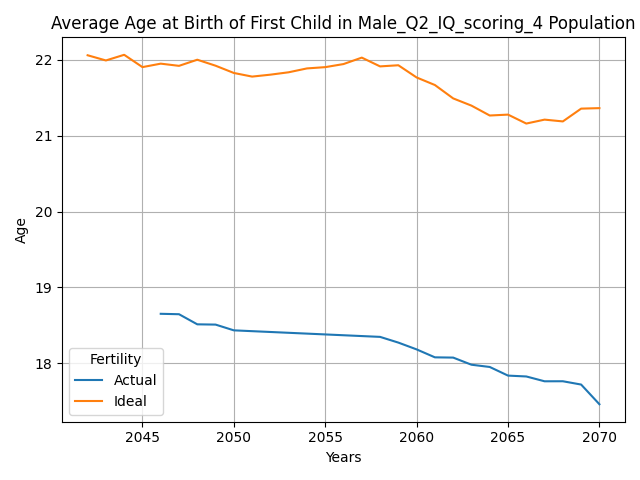 Average Age at Birth of First Child in Male_Q2_IQ_scoring_4 Population
22
21
20
19
18
Age
Fertility
Actual
Ideal
2045 2050 2055 2060 2065 2070
Years